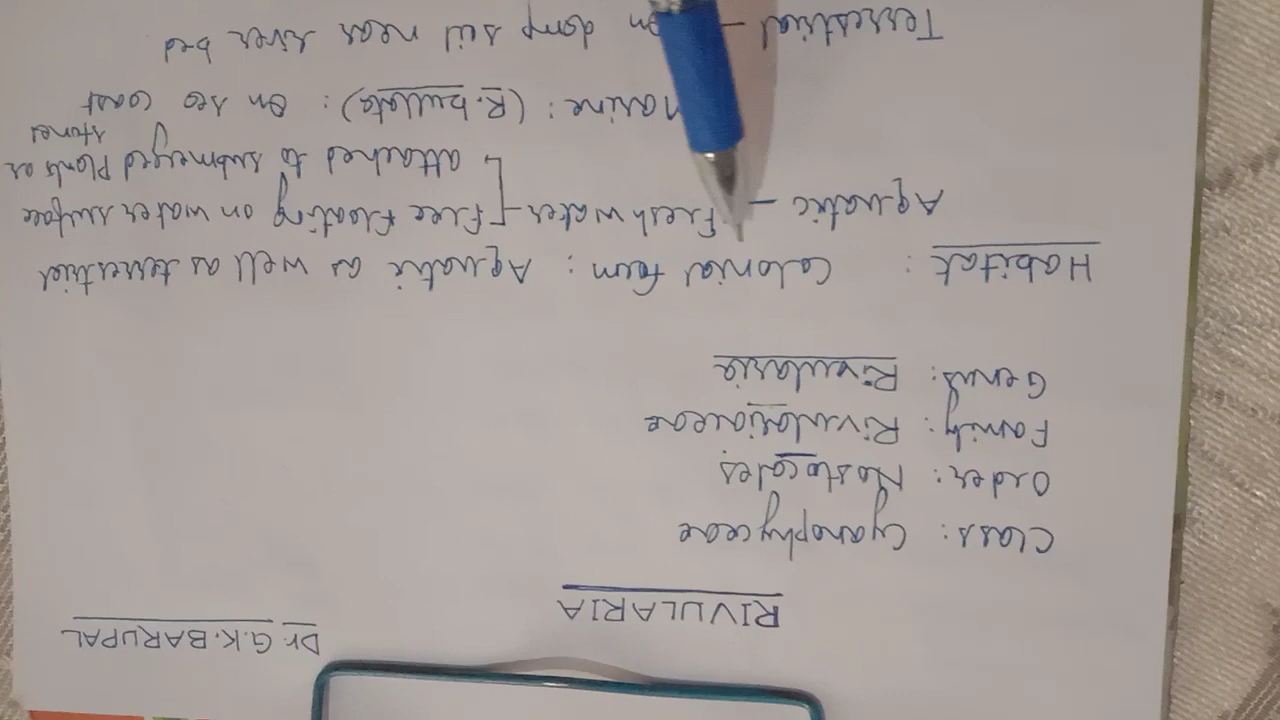 Dr. G.K. BARUPAL
RIVULARIA
Class: Cyanophyceae
Order: Nostocales
Family: Rivulariaceae
Genus: Rivularia
Habitat: Colonial form: Aquatic as well as terrestrial
Aquatic - Fresh water - Free floating on water surface
attached to submerged Plants or stones
Marine: (R. bullata): On sea coast
Terrestrial - On damp soil near river bed